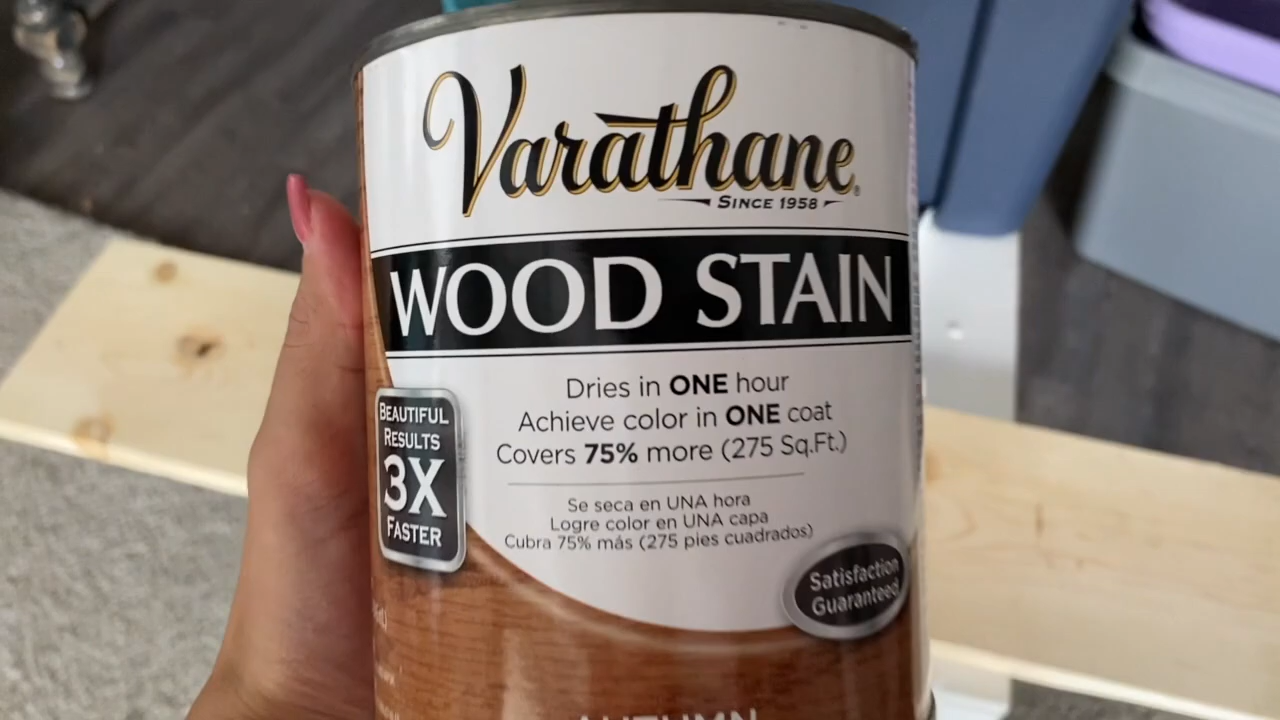 Varathane®
SINCE 1958
WOOD STAIN
Dries in ONE hour
Achieve color in ONE coat
Covers 75% more (275 Sq.Ft.)
BEAUTIFUL
RESULTS
3X
FASTER
Se seca en UNA hora
Logre color en UNA capa
Cubra 75% más (275 pies cuadrados)
Satisfaction
Guaranteed
AUTUMN